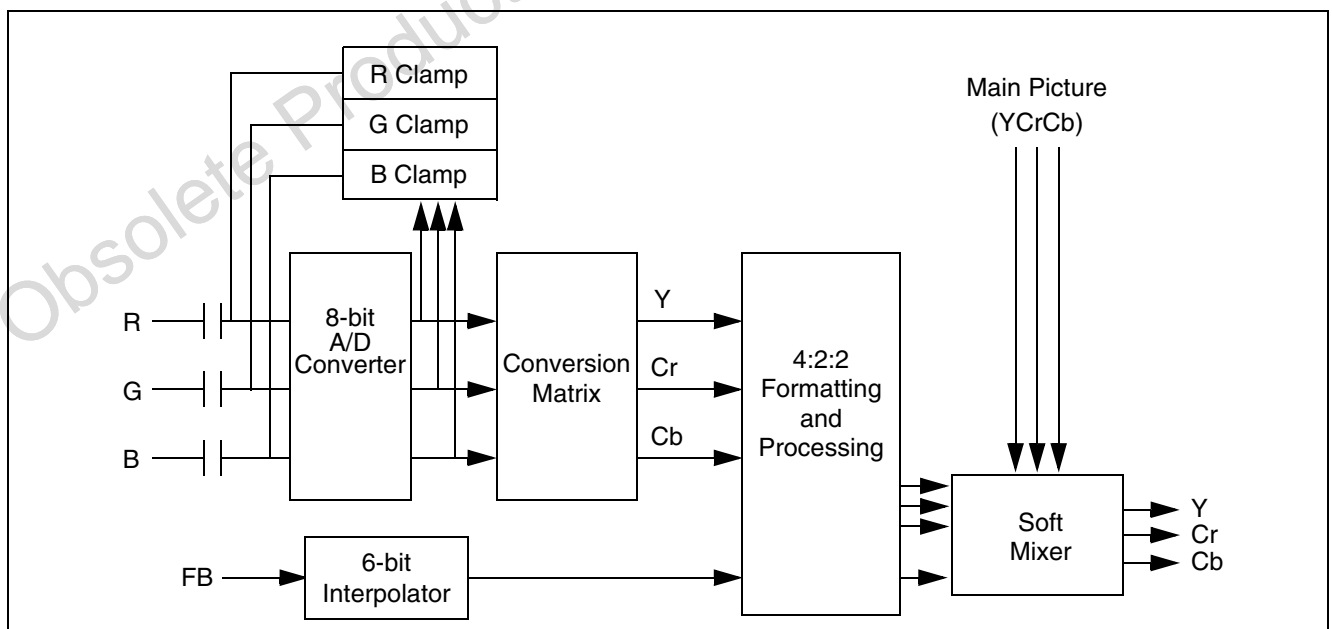 Obsolete Produc
R Clamp
G Clamp
B Clamp
Main Picture
(YCrCb)
R
G
B
8-bit
A/D
Converter
Conversion
Matrix
Y
Cr
Cb
4:2:2
Formatting
and
Processing
Soft
Mixer
Y
Cr
Cb
FB
6-bit
Interpolator